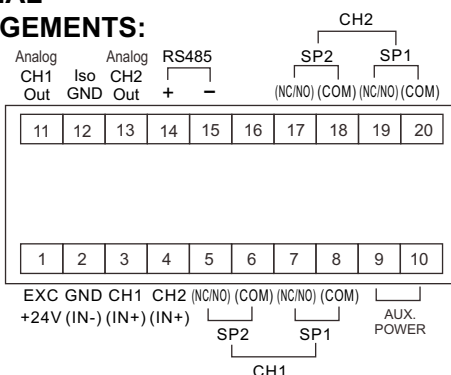 GEMENTS:
CH2
Analog Analog RS485 SP2 SP1
CH1 Iso CH2
Out GND Out + – (NC/NO) (COM) (NC/NO) (COM)
11 12 13 14 15 16 17 18 19 20
1 2 3 4 5 6 7 8 9 10
EXC GND CH1 CH2 (NC/NO) (COM) (NC/NO) (COM)
+24V (IN-) (IN+) (IN+) AUX.
SP2 SP1 POWER
CH1